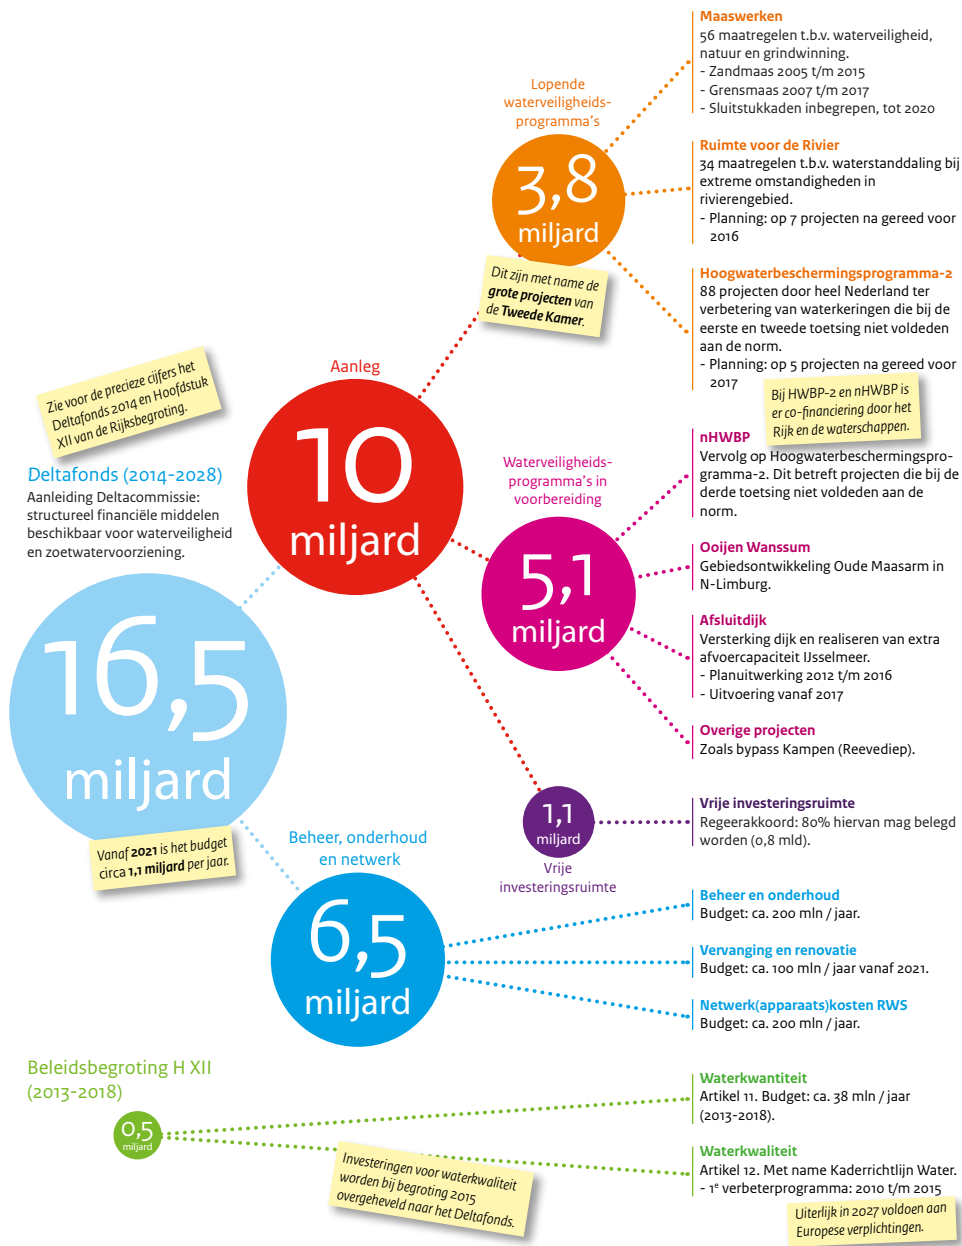 Maaswerken
56 maatregelen t.b.v. waterveiligheid,
natuur en grindwinning.
- Zandmaas 2005 t/m 2015
- Grensmaas 2007 t/m 2017
- Sluitstukkaden inbegrepen, tot 2020
Lopende
waterveiligheids-
programma's
3,8
miljard
Ruimte voor de Rivier
34 maatregelen t.b.v. waterstanddaling bij
extreme omstandigheden in
rivierengebied.
- Planning: op 7 projecten na gereed voor
2016
Dit zijn met name de
grote projecten van
de Tweede Kamer.
Hoogwaterbeschermingsprogramma-2
88 projecten door heel Nederland ter
verbetering van waterkeringen die bij de
eerste en tweede toetsing niet voldeden
aan de norm.
- Planning: op 5 projecten na gereed voor
2017
Bij HWBP-2 en nHWBP is
er co-financiering door het
Rijk en de waterschappen.
Aanleg
10
miljard
Zie voor de precieze cijfers het
Deltafonds 2014 en Hoofdstuk
XII van de Rijksbegroting.
Deltafonds (2014-2028)
Aanleiding Deltacommissie:
structureel financiële middelen
beschikbaar voor waterveiligheid
en zoetwatervoorziening.
16,5
miljard
Vanaf 2021 is het budget
circa 1,1 miljard per jaar.
Waterveiligheids-
programma's in
voorbereiding
5,1
miljard
nHWBP
Vervolg op Hoogwaterbeschermingspro-
gramma-2. Dit betreft projecten die bij de
derde toetsing niet voldeden aan de
norm.
Ooijen Wanssum
Gebiedsontwikkeling Oude Maasarm in
N-Limburg.
Afsluitdijk
Versterking dijk en realiseren van extra
afvoercapaciteit IJsselmeer.
- Planuitwerking 2012 t/m 2016
- Uitvoering vanaf 2017
Overige projecten
Zoals bypass Kampen (Reevediep).
1,1
miljard
Vrije
investeringsruimte
Vrije investeringsruimte
Regeerakkoord: 80% hiervan mag belegd
worden (0,8 mld).
Beheer, onderhoud
en netwerk
6,5
miljard
Beheer en onderhoud
Budget: ca. 200 mln / jaar.
Vervanging en renovatie
Budget: ca. 100 mln / jaar vanaf 2021.
Netwerk(apparaats)kosten RWS
Budget: ca. 200 mln / jaar.
Beleidsbegroting H XII
(2013-2018)
0,5
miljard
Waterkwantiteit
Artikel 11. Budget: ca. 38 mln / jaar
(2013-2018).
Waterkwaliteit
Artikel 12. Met name Kaderrichtlijn Water.
- 1e verbeterprogramma: 2010 t/m 2015
Investeringen voor waterkwaliteit
worden bij begroting 2015
overgeheveld naar het Deltafonds.
Uiterlijk in 2027 voldoen aan
Europese verplichtingen.